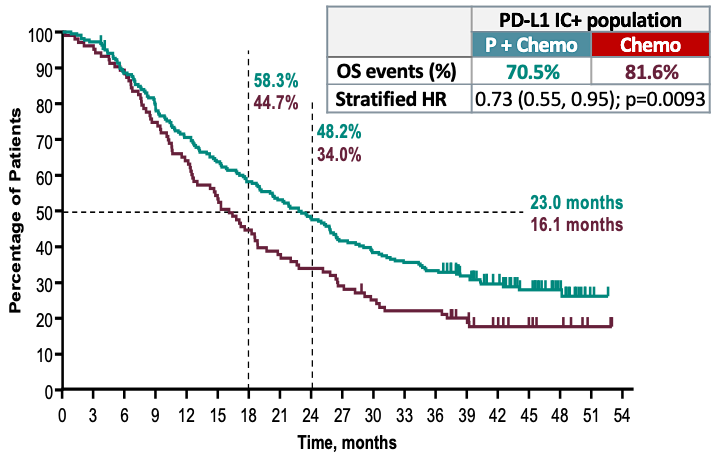 PD-L1 IC+ population
P + Chemo Chemo
OS events (%) 70.5% 81.6%
Stratified HR 0.73 (0.55, 0.95); p=0.0093
58.3%
44.7%
48.2%
34.0%
23.0 months
16.1 months
Percentage of Patients
100
90
80
70
60
50
40
30
20
10
0
0 3 6 9 12 15 18 21 24 27 30 33 36 39 42 45 48 51 54
Time, months